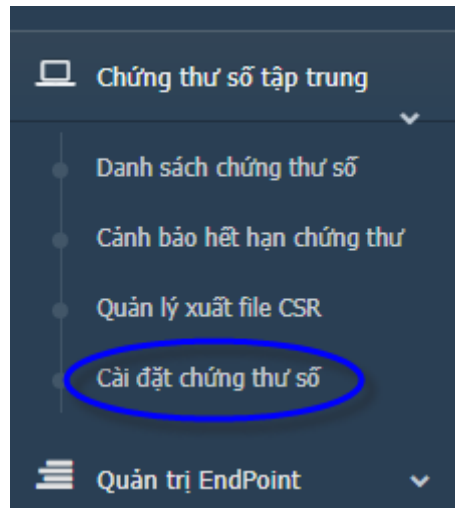 Chứng thư số tập trung
Danh sách chứng thư số
Cảnh báo hết hạn chứng thư
Quản lý xuất file CSR
Cài đặt chứng thư số
Quản trị EndPoint